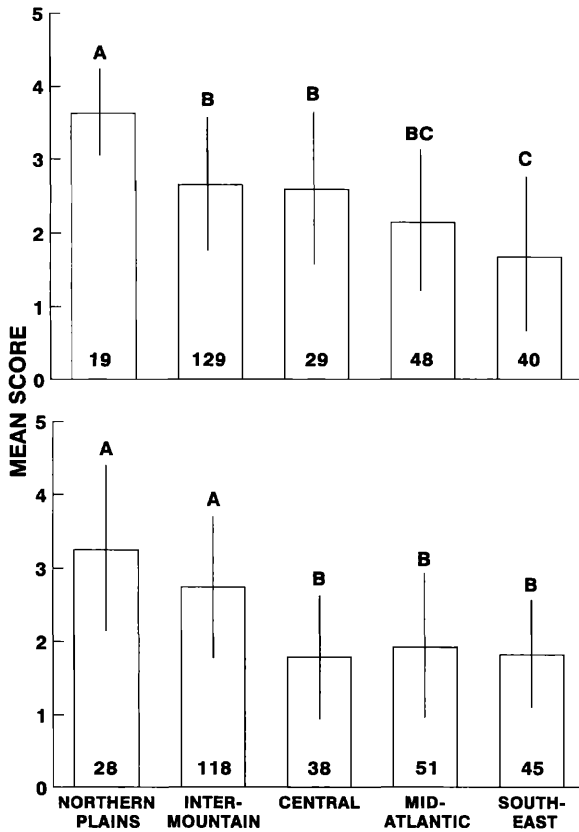 5
A
4
B
B
BC
C
3
2
1
0
19
129
29
48
40
MEAN SCORE
5
A
A
4
B
B
B
3
2
1
0
28
118
38
51
45
NORTHERN
PLAINS
INTER-
MOUNTAIN
CENTRAL
MID-
ATLANTIC
SOUTH-
EAST